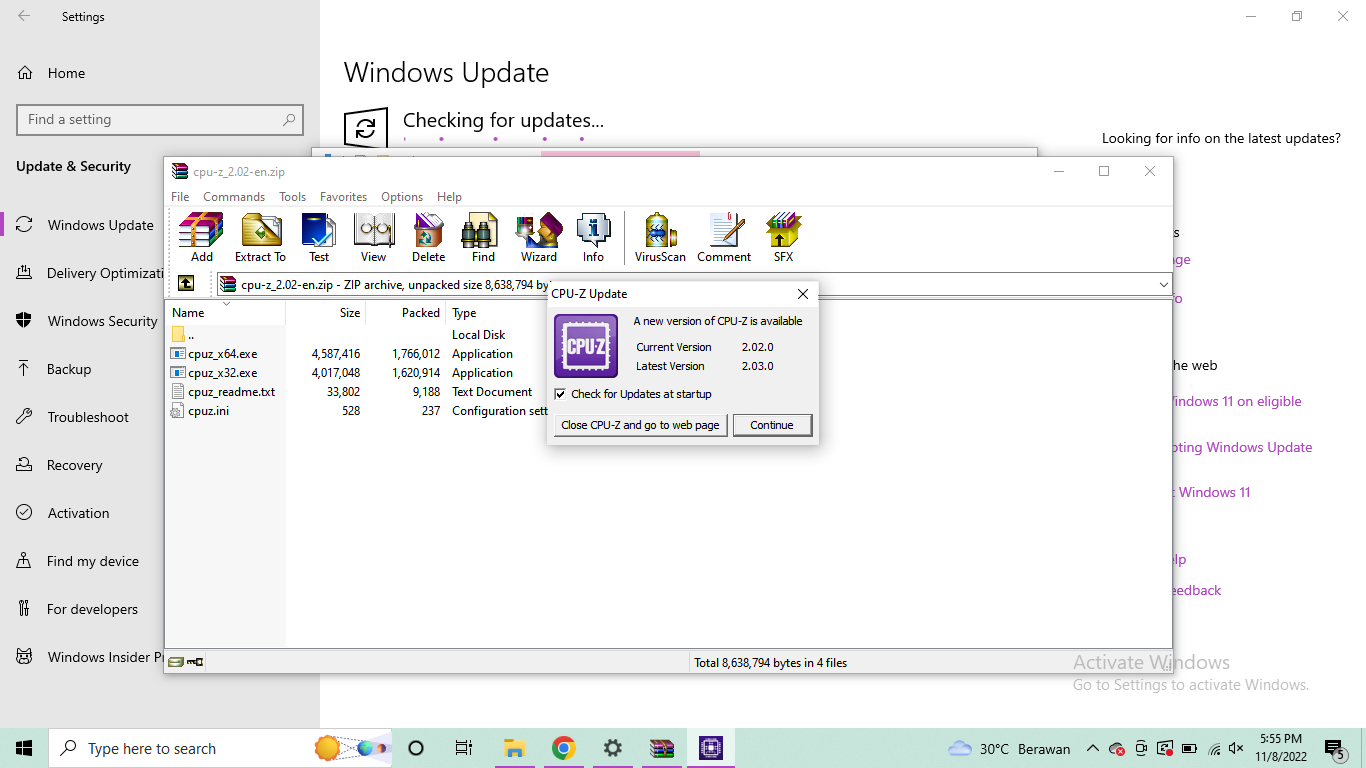 Settings
Home
Find a setting
Update & Security
Windows Update
Delivery Optimizati
Windows Security
Backup
Troubleshoot
Recovery
Activation
Find my device
For developers
Windows Insider Pr
Windows Update
Checking for updates...
Looking for info on the latest updates?
s
ge
o
he web
indows 11 on eligible
ting Windows Update
Windows 11
lp
eedback
cpu-z_2.02-en.zip
File Commands Tools Favorites Options Help
Add Extract To Test View Delete Find Wizard Info VirusScan Comment SFX
cpu-z_2.02-en.zip - ZIP archive, unpacked size 8,638,794 by
Name Size Packed Type
.. Local Disk
cpuz_x64.exe 4,587,416 1,766,012 Application
cpuz_x32.exe 4,017,048 1,620,914 Application
cpuz_readme.txt 33,802 9,188 Text Document
cpuz.ini 528 237 Configuration sett
Total 8,638,794 bytes in 4 files
CPU-Z Update
CPU-Z
A new version of CPU-Z is available
Current Version 2.02.0
Latest Version 2.03.0
Check for Updates at startup
Close CPU-Z and go to web page Continue
Activate Windows
Go to Settings to activate Windows.
Type here to search
30°C Berawan
5:55 PM
11/8/2022
5